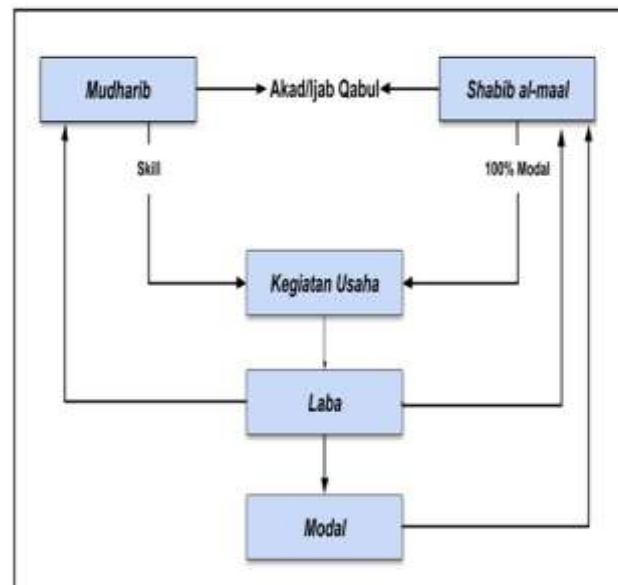 Mudharib
Akad/Ijab Qabul
Shabib al-maal
Skill
100% Modal
Kegiatan Usaha
Laba
Modal